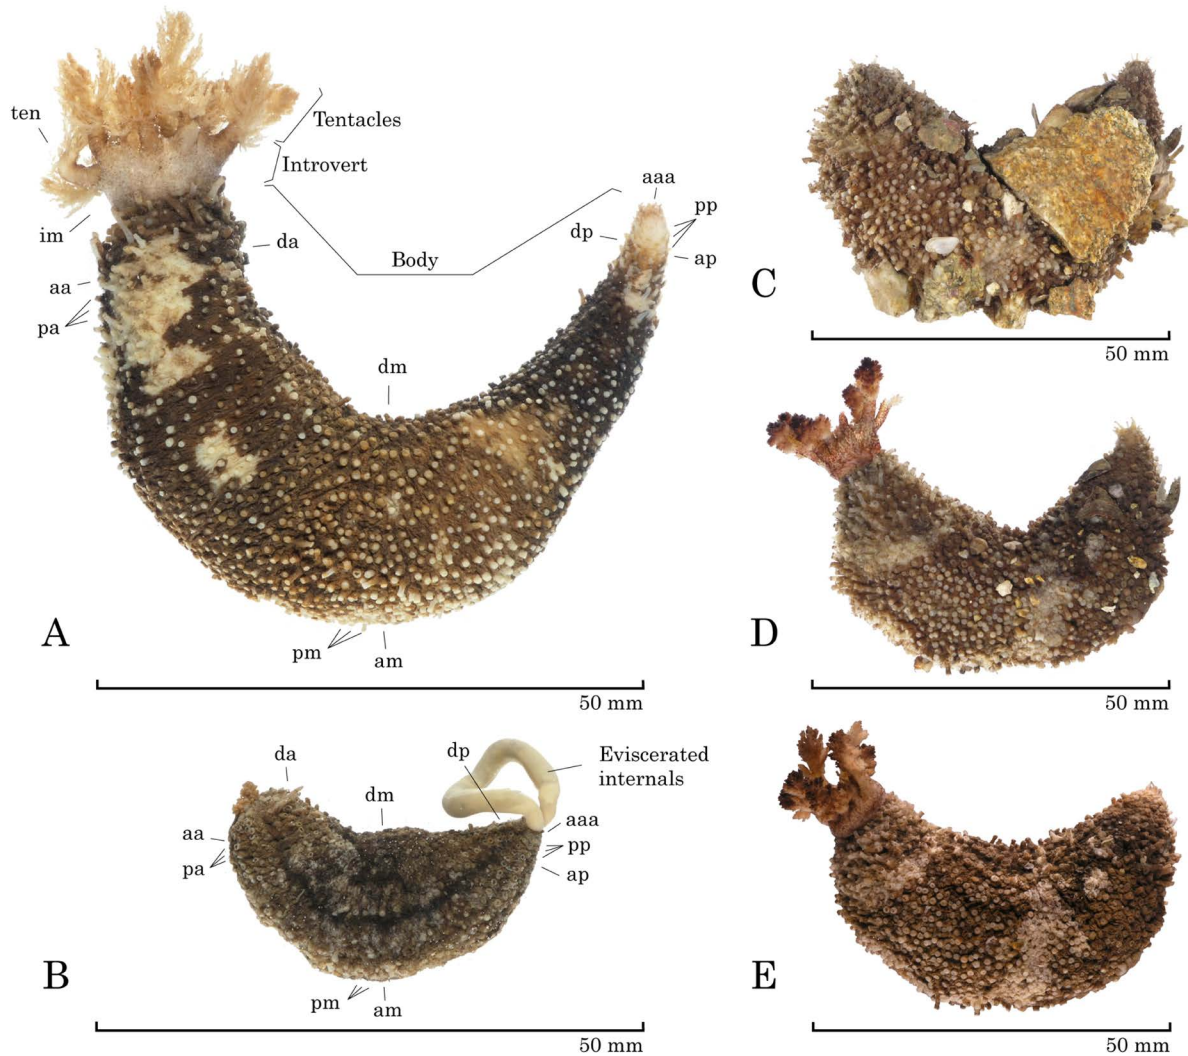 ten
Tentacles
Introvert
im
da
Body
aaa
pp
dp
ap
aa
pa
dm
A
pm
am
50 mm
C
50 mm
D
50 mm
da
dm
dp
Eviscerated
internals
aa
pa
aaa
pp
ap
B
pm
am
50 mm
E
50 mm